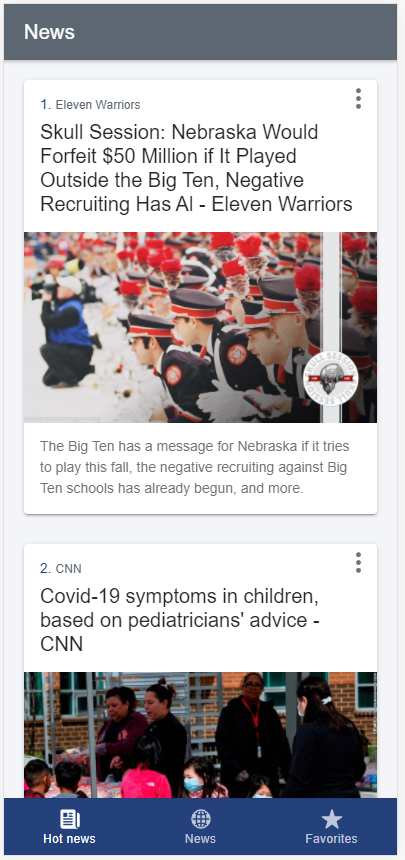 News
1. Eleven Warriors
Skull Session: Nebraska Would
Forfeit $50 Million if It Played
Outside the Big Ten, Negative
Recruiting Has Al - Eleven Warriors
SKULL SESSION
SKULL SESSION
The Big Ten has a message for Nebraska if it tries
to play this fall, the negative recruiting against Big
Ten schools has already begun, and more.
2. CNN
Covid-19 symptoms in children,
based on pediatricians' advice -
CNN
Hot news
News
Favorites